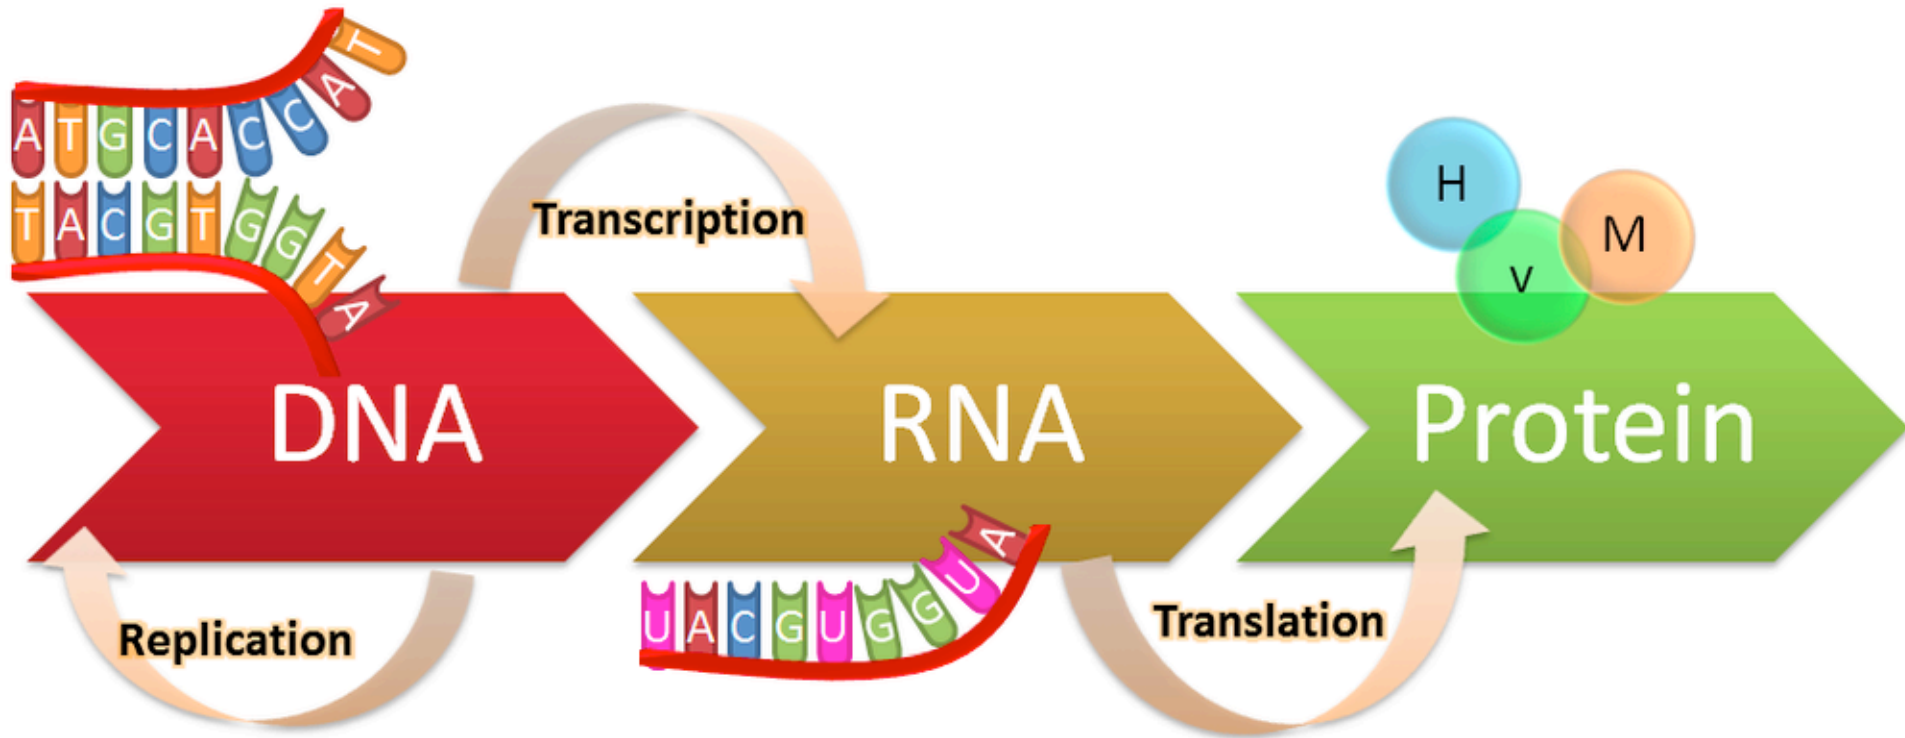 ATGCACCAT
TACGTGGTA
Transcription
H
V
M
DNA
RNA
Protein
Replication
UACGUGGUA
Translation